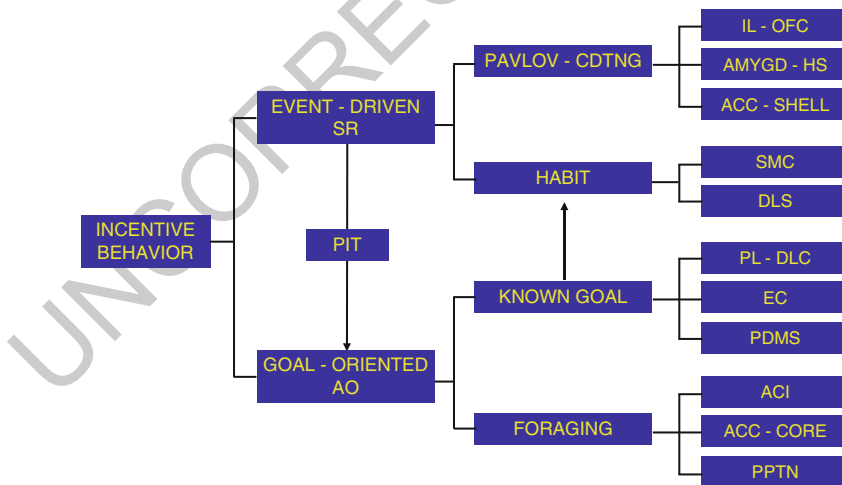 INCENTIVE
BEHAVIOR
EVENT - DRIVEN
SR
PIT
GOAL - ORIENTED
AO
PAVLOV - CDTNG
HABIT
KNOWN GOAL
FORAGING
IL - OFC
AMYGD - HS
ACC - SHELL
SMC
DLS
PL - DLC
EC
PDMS
ACI
ACC - CORE
PPTN
UNCORREC